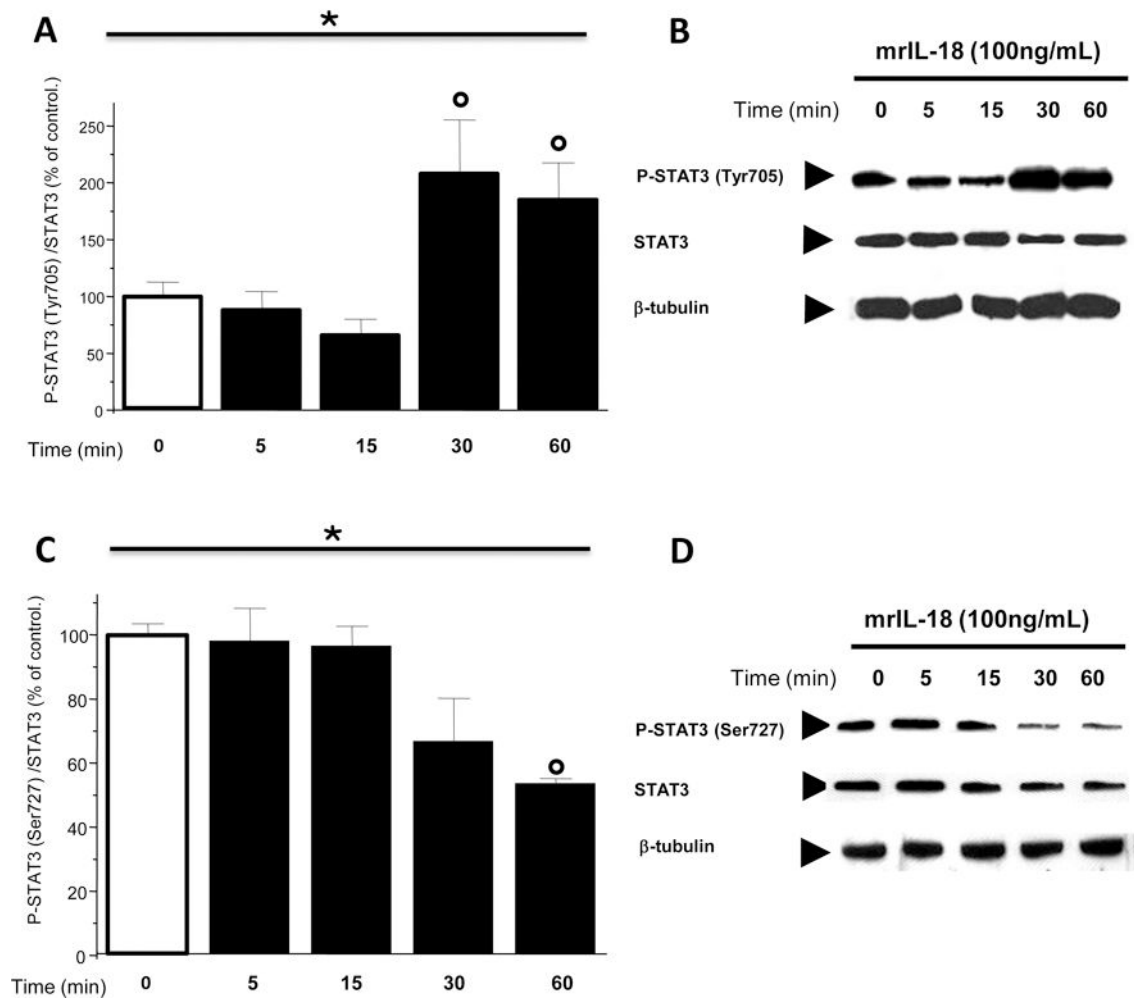 A
*
P-STAT3 (Tyr705) /STAT3 (% of control.)
250
200
150
100
50
0
Time (min) 0 5 15 30 60
B
mrIL-18 (100ng/mL)
Time (min) 0 5 15 30 60
P-STAT3 (Tyr705)
STAT3
β-tubulin
C
*
P-STAT3 (Ser727) /STAT3 (% of control.)
100
80
60
40
20
0
Time (min) 0 5 15 30 60
D
mrIL-18 (100ng/mL)
Time (min) 0 5 15 30 60
P-STAT3 (Ser727)
STAT3
β-tubulin